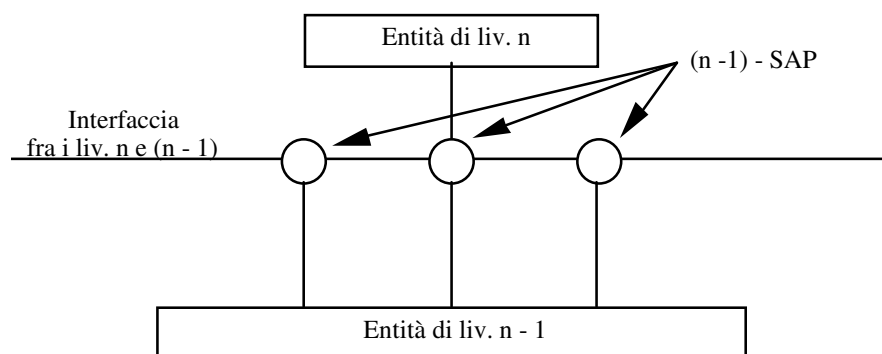 Entità di liv. n
(n -1) - SAP
Interfaccia
fra i liv. n e (n - 1)
Entità di liv. n - 1